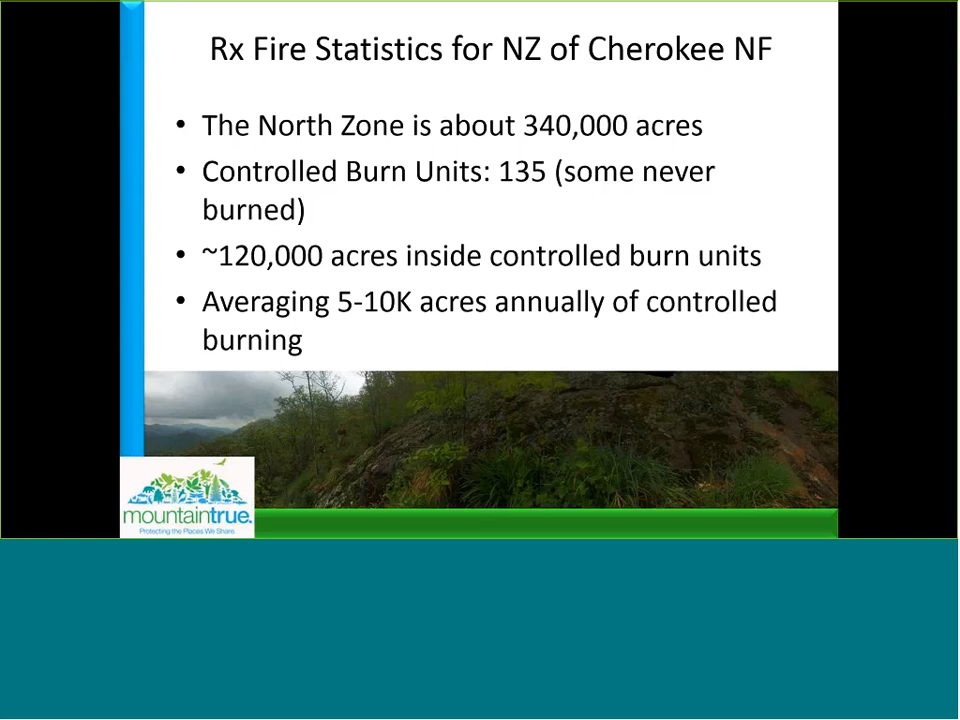 Rx Fire Statistics for NZ of Cherokee NF
• The North Zone is about 340,000 acres
• Controlled Burn Units: 135 (some never
burned)
• ~120,000 acres inside controlled burn units
• Averaging 5-10K acres annually of controlled
burning
mountaintrue.
Protecting the Places We Share